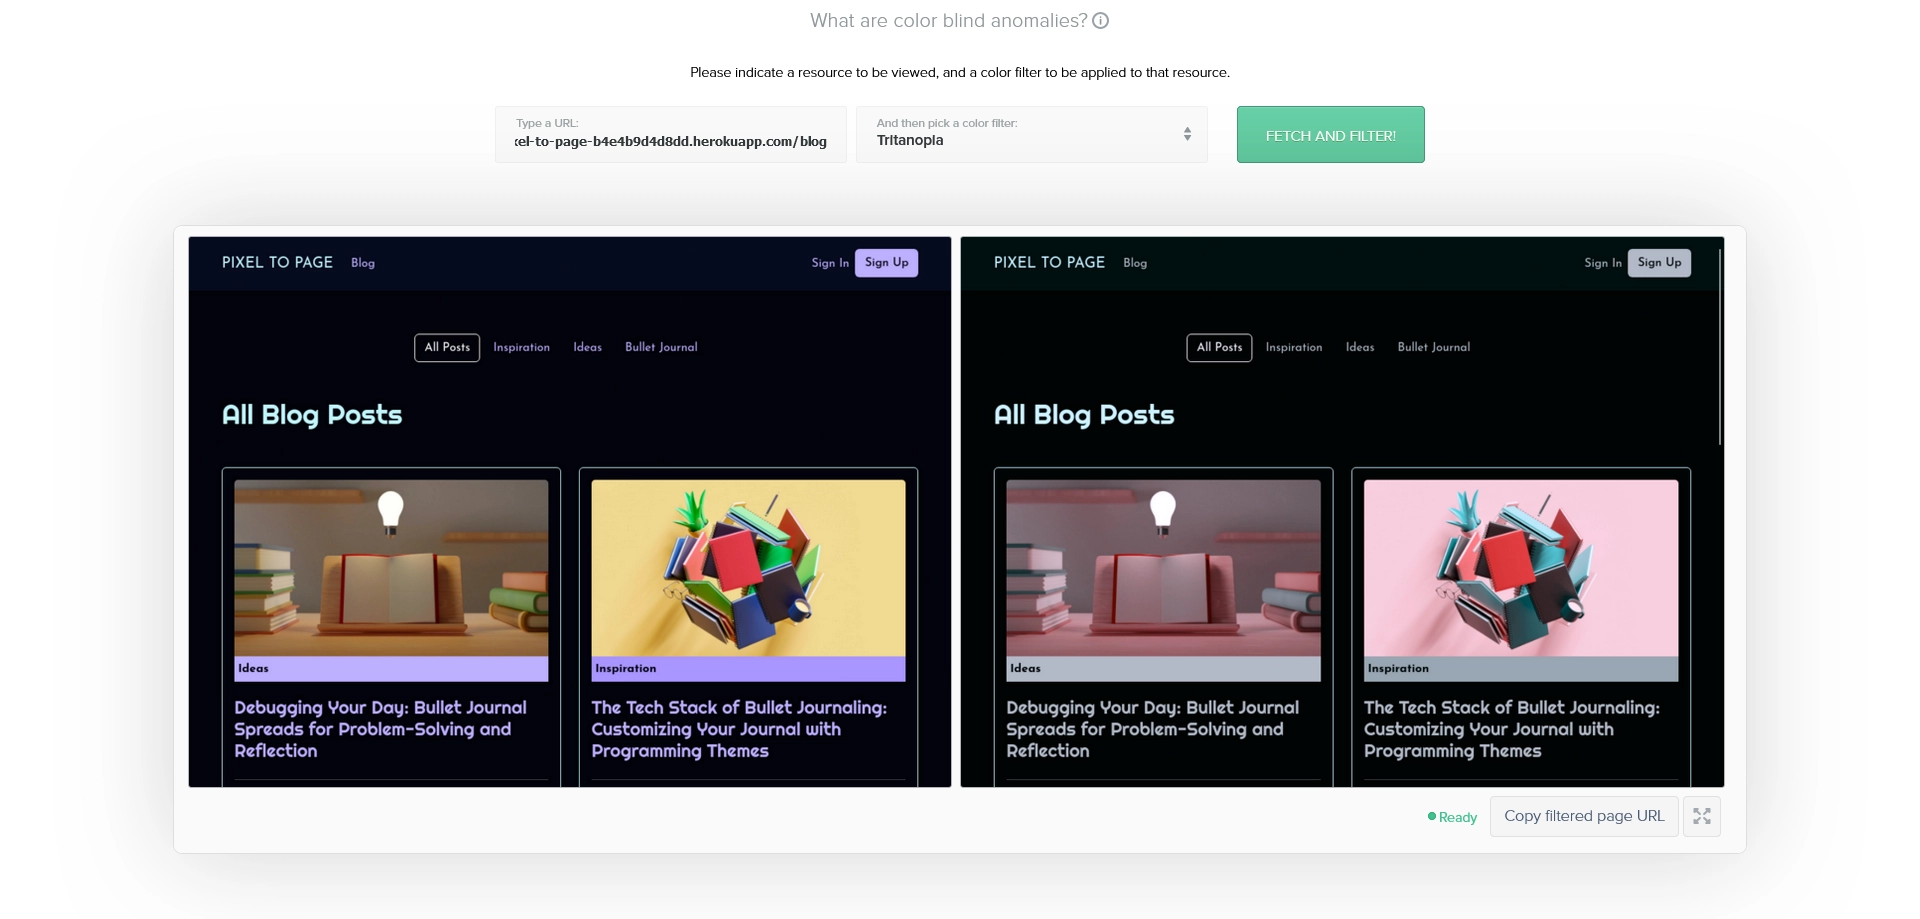 What are color blind anomalies?
Please indicate a resource to be viewed, and a color filter to be applied to that resource.
Type a URL:
xel-to-page-b4e4b9d4d8dd.herokuapp.com/blog
And then pick a color filter:
Tritanopia
FETCH AND FILTER!
PIXEL TO PAGE Blog Sign In Sign Up
All Posts Inspiration Ideas Bullet Journal
All Blog Posts
Ideas
Debugging Your Day: Bullet Journal
Spreads for Problem-Solving and
Reflection
Inspiration
The Tech Stack of Bullet Journaling:
Customizing Your Journal with
Programming Themes
PIXEL TO PAGE Blog Sign In Sign Up
All Posts Inspiration Ideas Bullet Journal
All Blog Posts
Ideas
Debugging Your Day: Bullet Journal
Spreads for Problem-Solving and
Reflection
Inspiration
The Tech Stack of Bullet Journaling:
Customizing Your Journal with
Programming Themes
Ready
Copy filtered page URL